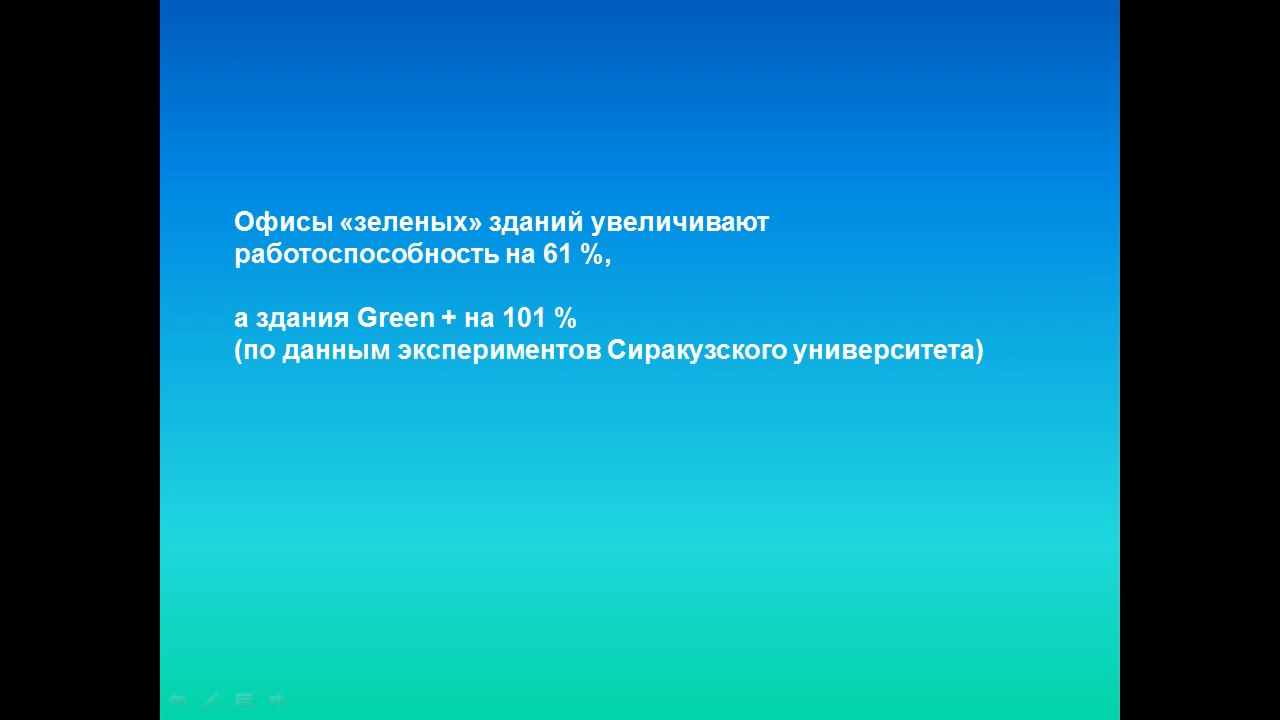 Офисы «зеленых» зданий увеличивают
работоспособность на 61 %,
а здания Green + на 101 %
(по данным экспериментов Сиракузского университета)